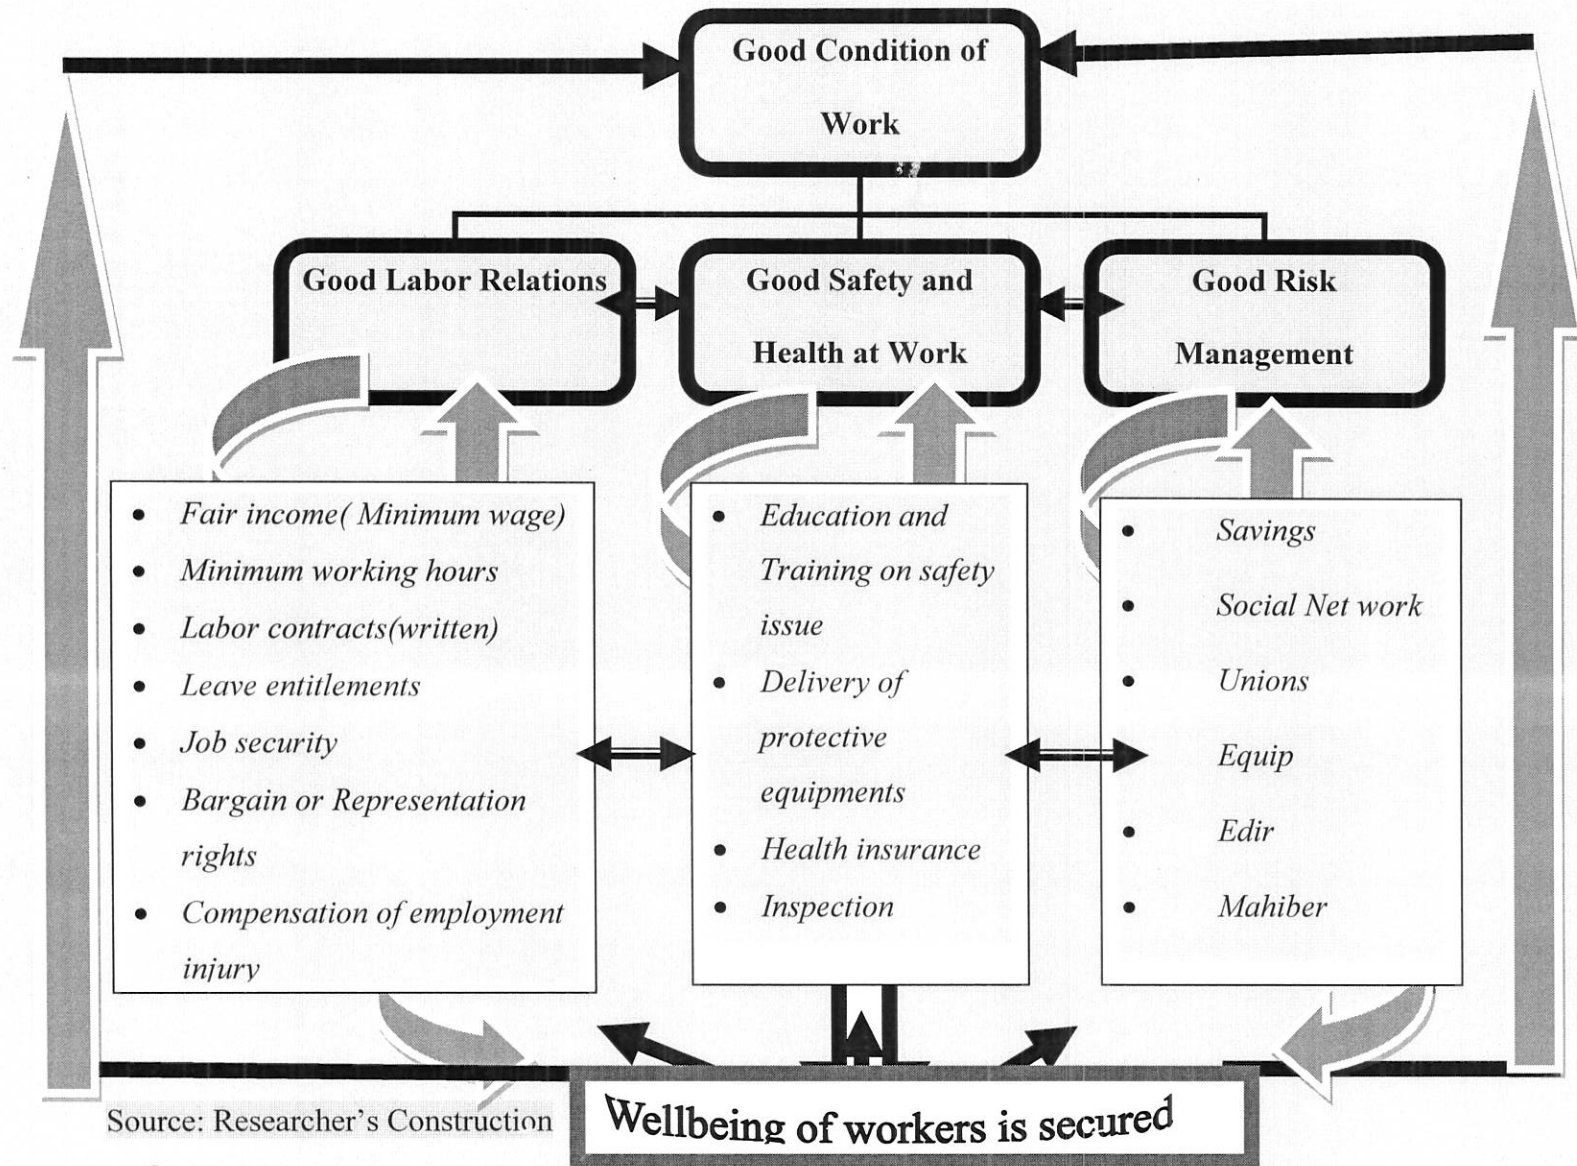 Good Condition of
Work
Good Labor Relations
Good Safety and
Health at Work
Good Risk
Management
• Fair income( Minimum wage)
• Minimum working hours
• Labor contracts(written)
• Leave entitlements
• Job security
• Bargain or Representation
rights
• Compensation of employment
injury
• Education and
Training on safety
issue
• Delivery of
protective
equipments
• Health insurance
• Inspection
• Savings
• Social Net work
• Unions
• Equip
• Edir
• Mahiber
Source: Researcher's Construction
Wellbeing of workers is secured